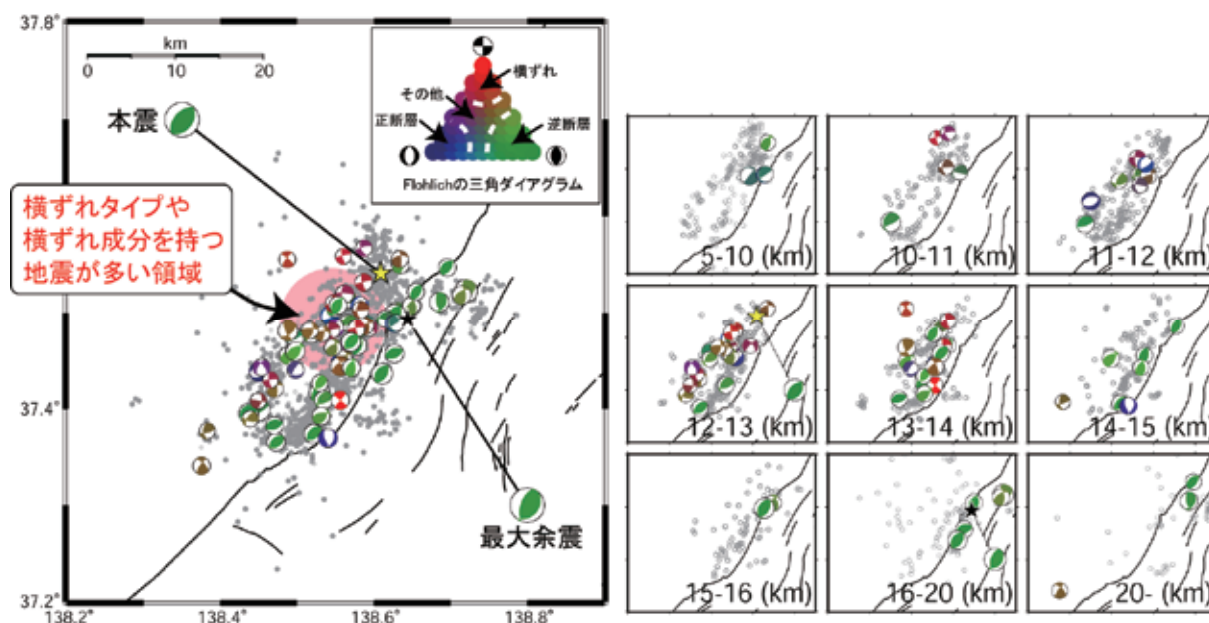 37.8°
km
0 10 20
本震
横ずれ
その他
正断層
逆断層
Flohlichの三角ダイアグラム
横ずれタイプや
横ずれ成分を持つ
地震が多い領域
37.4°
最大余震
37.2°
138.2°
138.4°
138.6°
138.8°
5-10 (km)
10-11 (km)
11-12 (km)
12-13 (km)
13-14 (km)
14-15 (km)
15-16 (km)
16-20 (km)
20- (km)